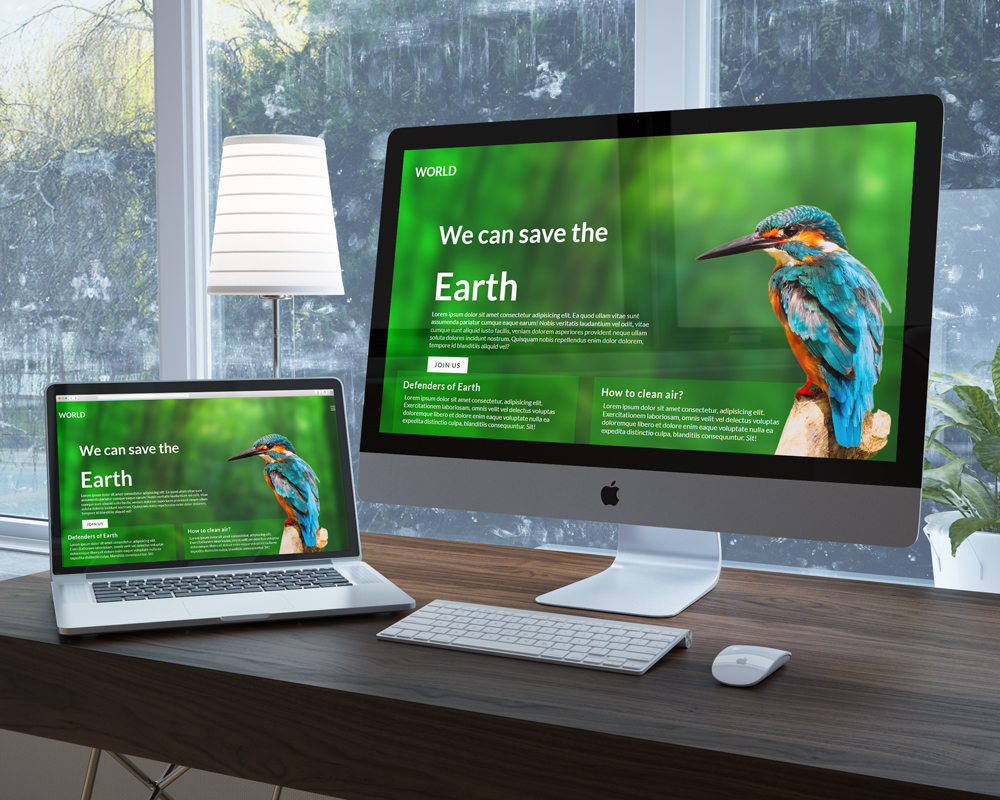 WORLD
We can save the
Earth
Lorem ipsum dolor sit amet consectetur adipisicing elit. Ea quod ullam vitae sunt
assumenda pariatur cumque eaque earum! Nobis veritatis laudantium vel odit, vitae
cumque sunt aliquid iusto facilis, veniam dolorem asperiores provident neque ullam
soluta dolores incidunt nostrum. Quisquam nobis repellendus enim dolor dolorem,
tempore id blanditiis aliquid vel?
JOIN US
Defenders of Earth
Lorem ipsum dolor sit amet consectetur, adipisicing elit.
Exercitationem laboriosam, omnis velit vel dolores voluptas
doloremque libero et dolore enim eaque voluptate nulla ea
expedita distinctio culpa, blanditiis consequuntur. Sit!
How to clean air?
Lorem ipsum dolor sit amet consectetur, adipisicing elit.
Exercitationem laboriosam, omnis velit vel dolores voluptas
doloremque libero et dolore enim eaque voluptate nulla ea
expedita distinctio culpa, blanditiis consequuntur. Sit!
WORLD
We can save the
Earth
JOIN US
Defenders of Earth
How to clean air?